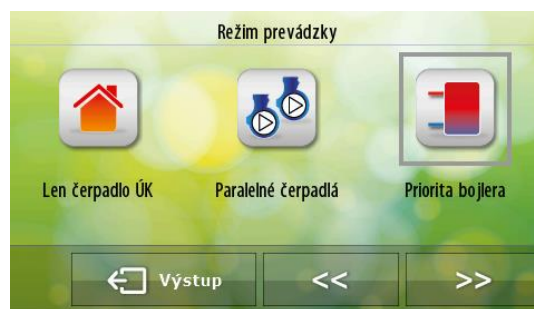 Režim prevádzky
Len čerpadlo ÚK
Paralelné čerpadlá
Priorita bojlera
Výstup
<<
>>